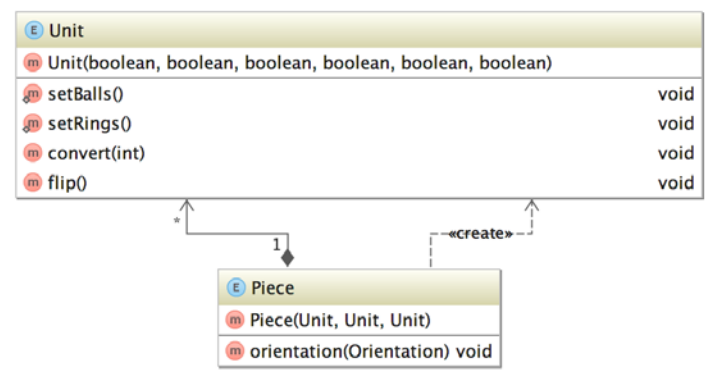 E Unit
m Unit(boolean, boolean, boolean, boolean, boolean, boolean)
m setBalls() void
m setRings() void
m convert(int) void
m flip() void
*
1
«create»
E Piece
m Piece(Unit, Unit, Unit)
m orientation(Orientation) void